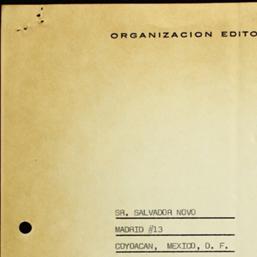 ORGANIZACION EDITO
SR. SALVADOR NOVO
MADRID #13
COYOACAN, MEXICO, D. F.